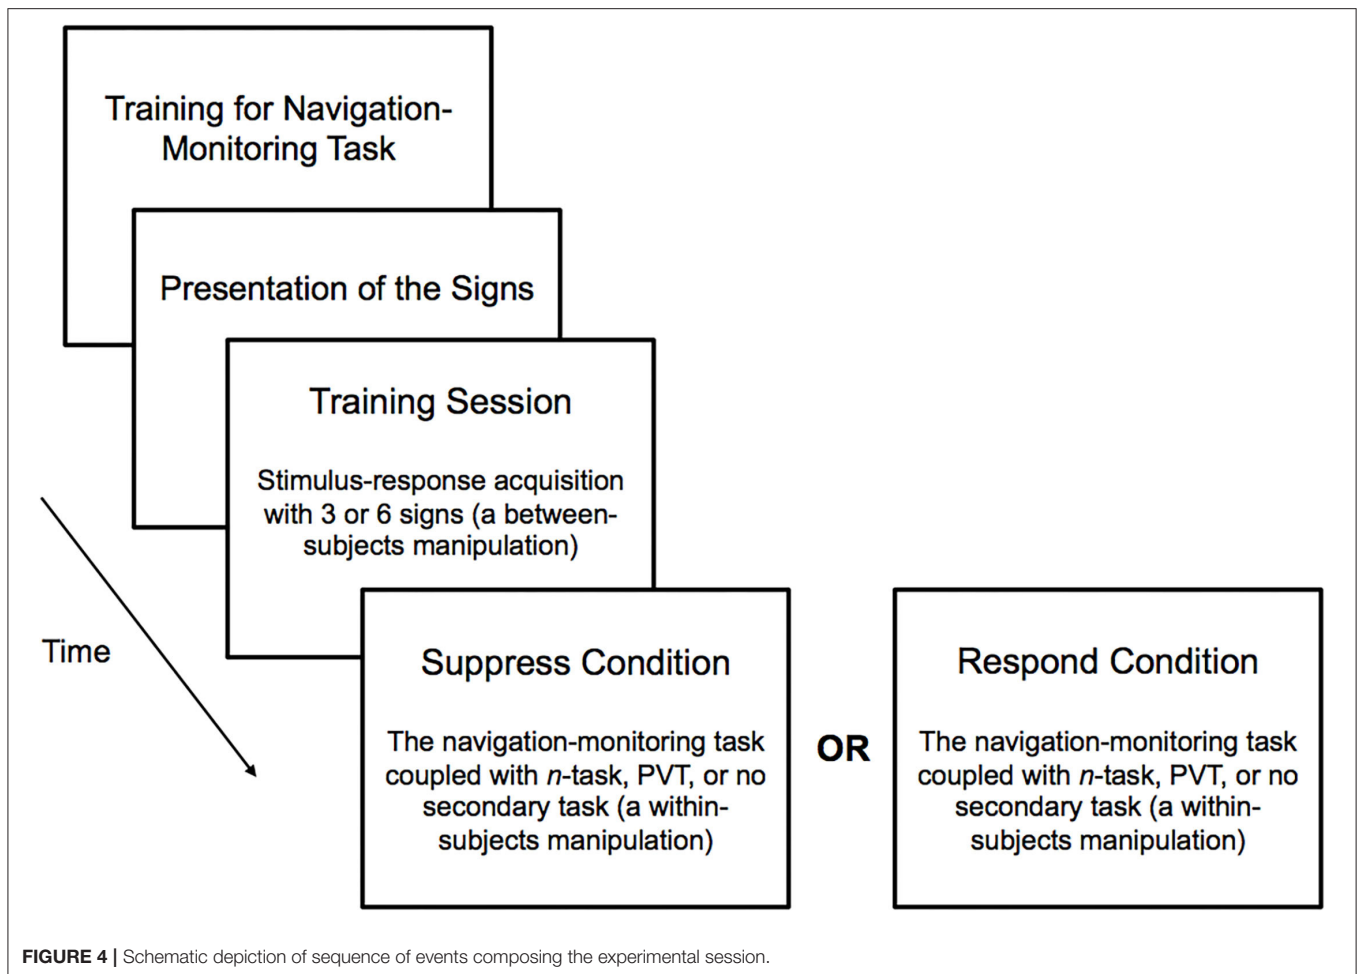 Training for Navigation-
Monitoring Task
Presentation of the Signs
Training Session
Stimulus-response acquisition
with 3 or 6 signs (a between-
subjects manipulation)
Time
Suppress Condition
The navigation-monitoring task
coupled with n-task, PVT, or no
secondary task (a within-
subjects manipulation)
OR
Respond Condition
The navigation-monitoring task
coupled with n-task, PVT, or no
secondary task (a within-
subjects manipulation)
FIGURE 4 | Schematic depiction of sequence of events composing the experimental session.